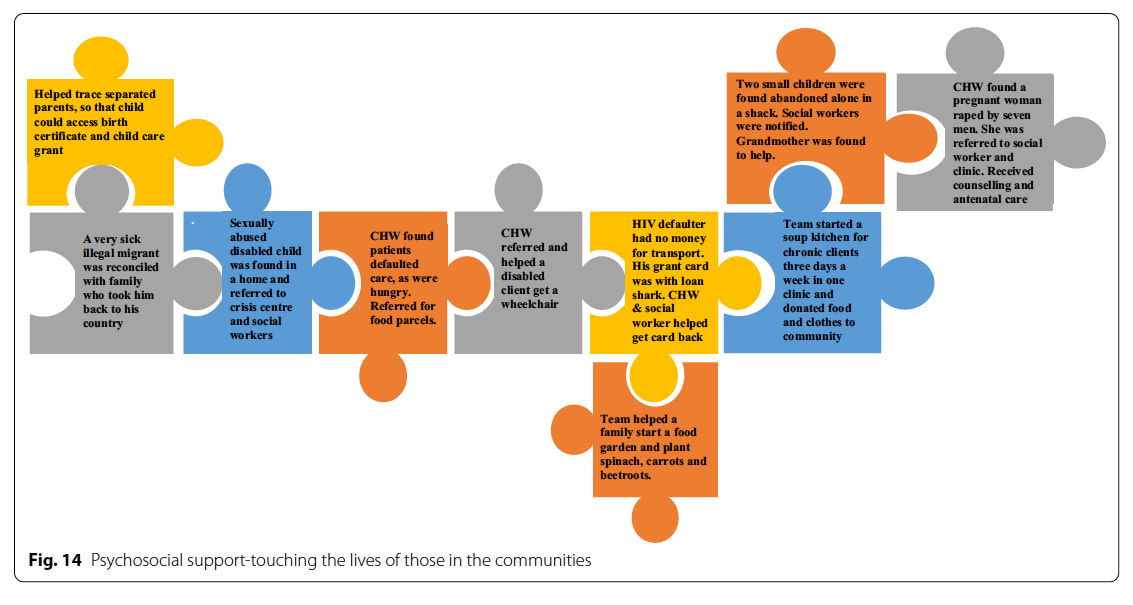 Helped trace separated
parents, so that child
could access birth
certificate and child care
grant
Two small children were
found abandoned alone in
a shack. Social workers
were notified.
Grandmother was found
to help.
CHW found a
pregnant woman
raped by seven
men. She was
referred to social
worker and
clinic. Received
counselling and
antenatal care
A very sick
illegal migrant
was reconciled
with family
who took him
back to his
country
Sexually
abused
disabled child
was found in
a home and
referred to
crisis centre
and social
workers
CHW found
patients
defaulted
care, as were
hungry.
Referred for
food parcels.
CHW
referred and
helped a
disabled
client get a
wheelchair
HIV defaulter
had no money
for transport.
His grant card
was with loan
shark. CHW
& social
worker helped
get card back
Team started a
soup kitchen for
chronic clients
three days a
week in one
clinic and
donated food
and clothes to
community
Team helped a
family start a food
garden and plant
spinach, carrots and
beetroots.
Fig. 14 Psychosocial support-touching the lives of those in the communities